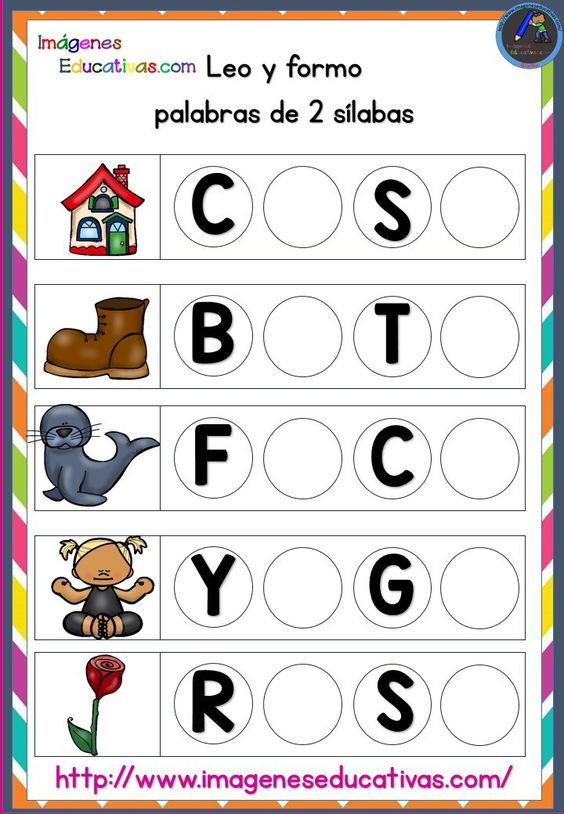 Imágenes
Educativas.com
Leo y formo
palabras de 2 sílabas
C S
B T
F C
Y G
R S
http://www.imageneseducativas.com/